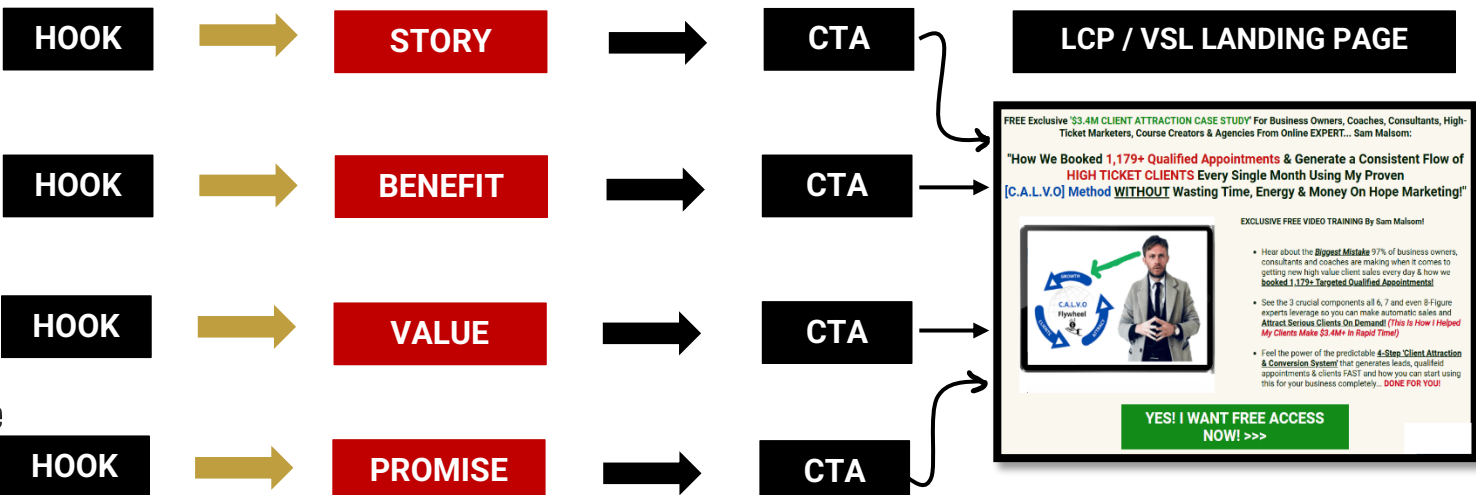 HOOK
STORY
CTA
LCP / VSL LANDING PAGE
HOOK
BENEFIT
CTA
HOOK
VALUE
CTA
e
HOOK
PROMISE
CTA
FREE Exclusive '$3.4M CLIENT ATTRACTION CASE STUDY' For Business Owners, Coaches, Consultants, High-
Ticket Marketers, Course Creators & Agencies From Online EXPERT... Sam Malsom:
"How We Booked 1,179+ Qualified Appointments & Generate a Consistent Flow of
HIGH TICKET CLIENTS Every Single Month Using My Proven
[C.A.L.V.O] Method WITHOUT Wasting Time, Energy & Money On Hope Marketing!"
GROWTH
C.A.L.V.O
Flywheel
CLIENTS
ATTRACT
EXCLUSIVE FREE VIDEO TRAINING By Sam Malsom!
• Hear about the Biggest Mistake 97% of business owners,
consultants and coaches are making when it comes to
getting new high value client sales every day & how we
booked 1,179+ Targeted Qualified Appointments!
• See the 3 crucial components all 6, 7 and even 8-Figure
experts leverage so you can make automatic sales and
Attract Serious Clients On Demand! (This Is How I Helped
My Clients Make $3.4M+ In Rapid Time!)
• Feel the power of the predictable 4-Step 'Client Attraction
& Conversion System' that generates leads, qualifeid
appointments & clients FAST and how you can start using
this for your business completely... DONE FOR YOU!
YES! I WANT FREE ACCESS
NOW! >>>